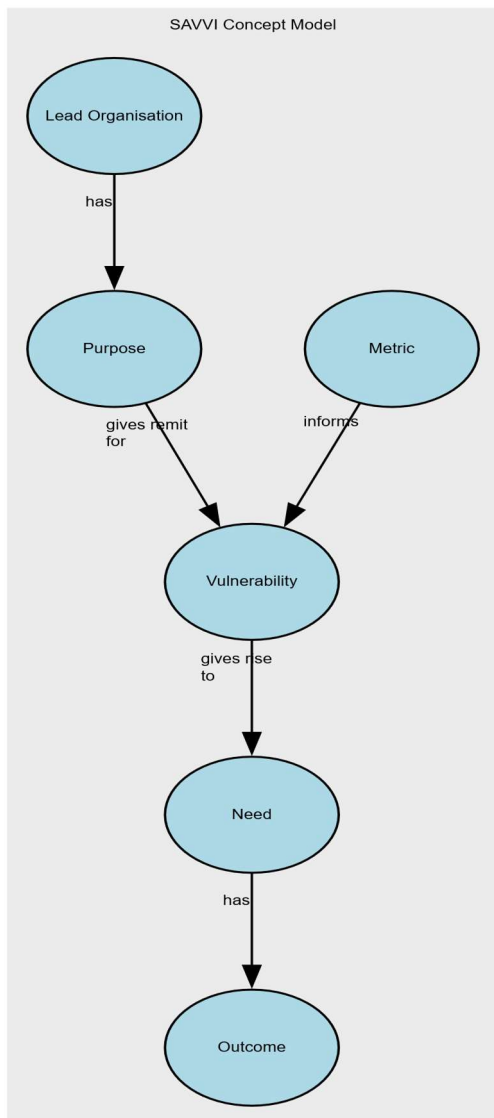 SAVVI Concept Model
Lead Organisation
has
Purpose
Metric
gives remit
for
informs
Vulnerability
gives rise
to
Need
has
Outcome